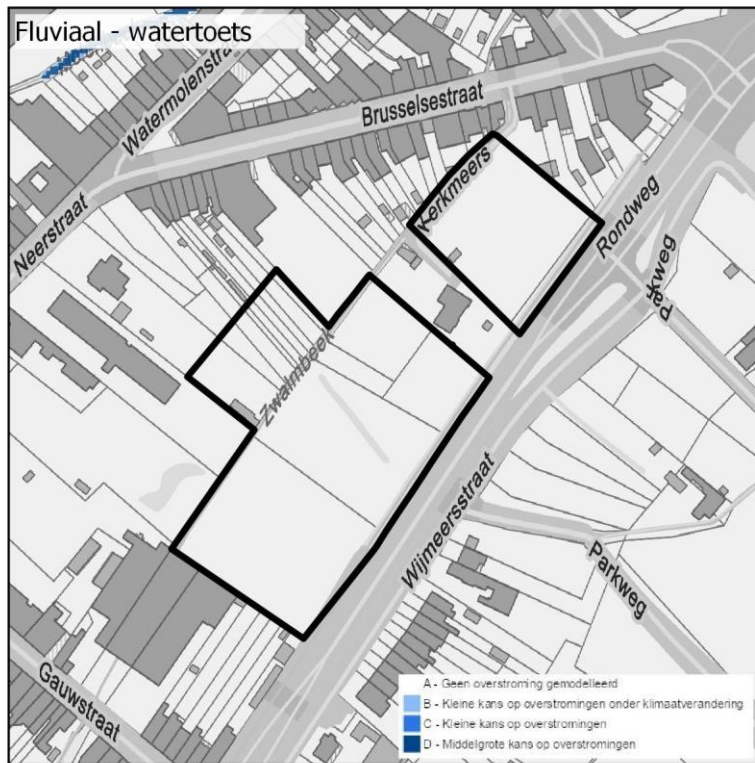 Fluviaal - watertoets
Watermolenstraat
Brusselsestraat
Neerstraat
Kerkmeers
Rondweg
Zwalmbeek
Wijmeersstraat
Parkweg
Gauwstraat
A - Geen overstroming gemodelleerd
B - Kleine kans op overstromingen onder klimaatverandering
C - Kleine kans op overstromingen
D - Middelgrote kans op overstromingen